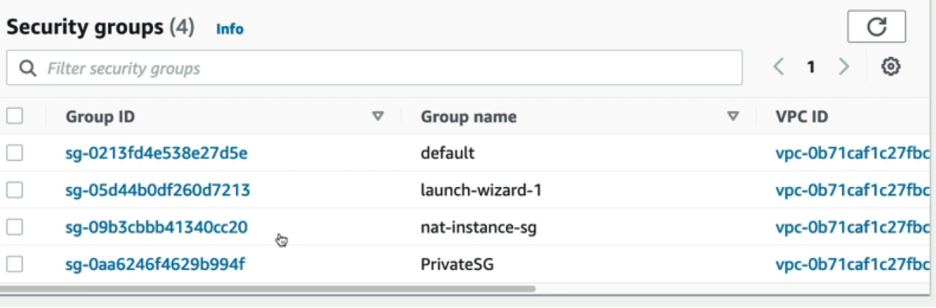 Security groups (4) Info
Filter security groups
1
Group ID Group name VPC ID
sg-0213fd4e538e27d5e default vpc-0b71caf1c27fbc
sg-05d44b0df260d7213 launch-wizard-1 vpc-0b71caf1c27fbc
sg-09b3cbbb41340cc20 nat-instance-sg vpc-0b71caf1c27fbc
sg-0aa6246f4629b994f PrivateSG vpc-0b71caf1c27fbc